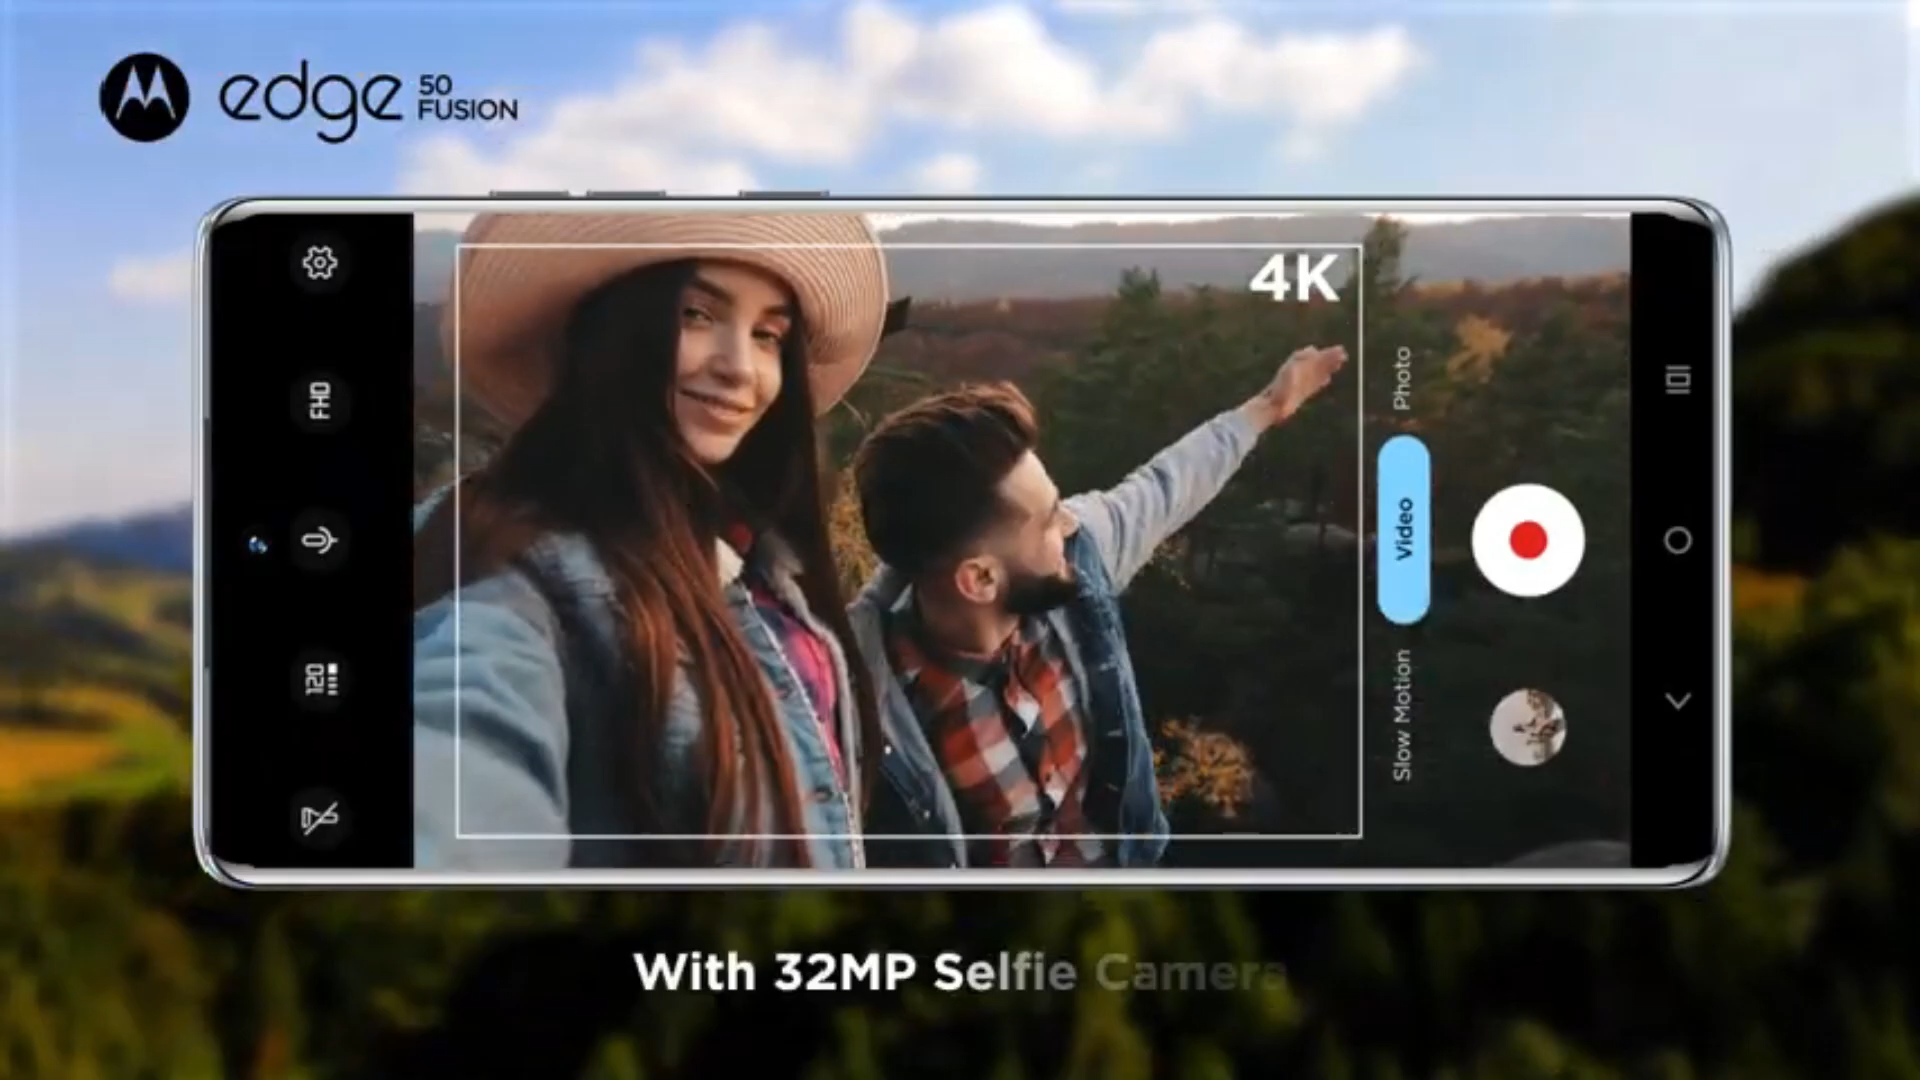 edge 50 FUSION
4K
FHD
120
Photo
Video
Slow Motion
With 32MP Selfie Camera